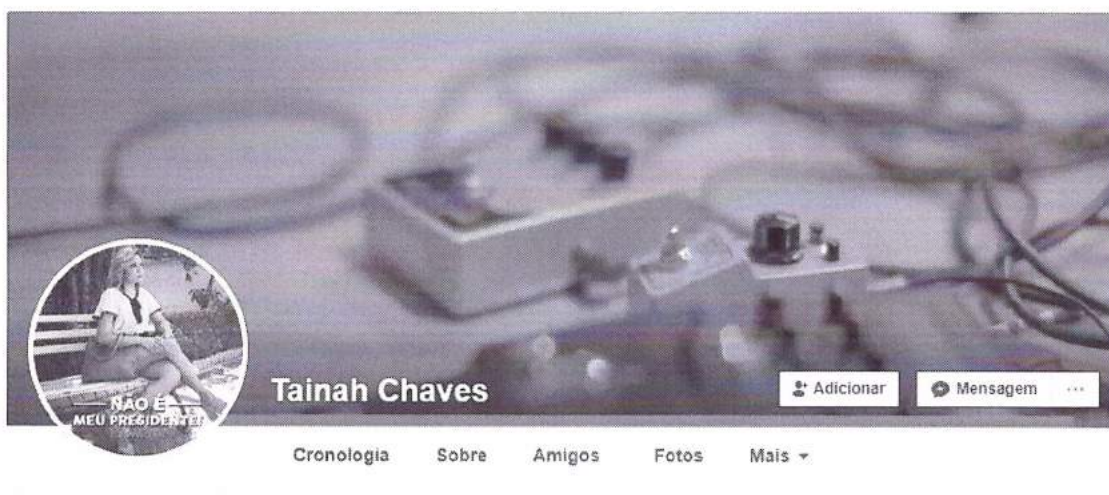 NÃO É
MEU PRESIDENTE!
Tainah Chaves
Adicionar
Mensagem
...
Cronologia
Sobre
Amigos
Fotos
Mais